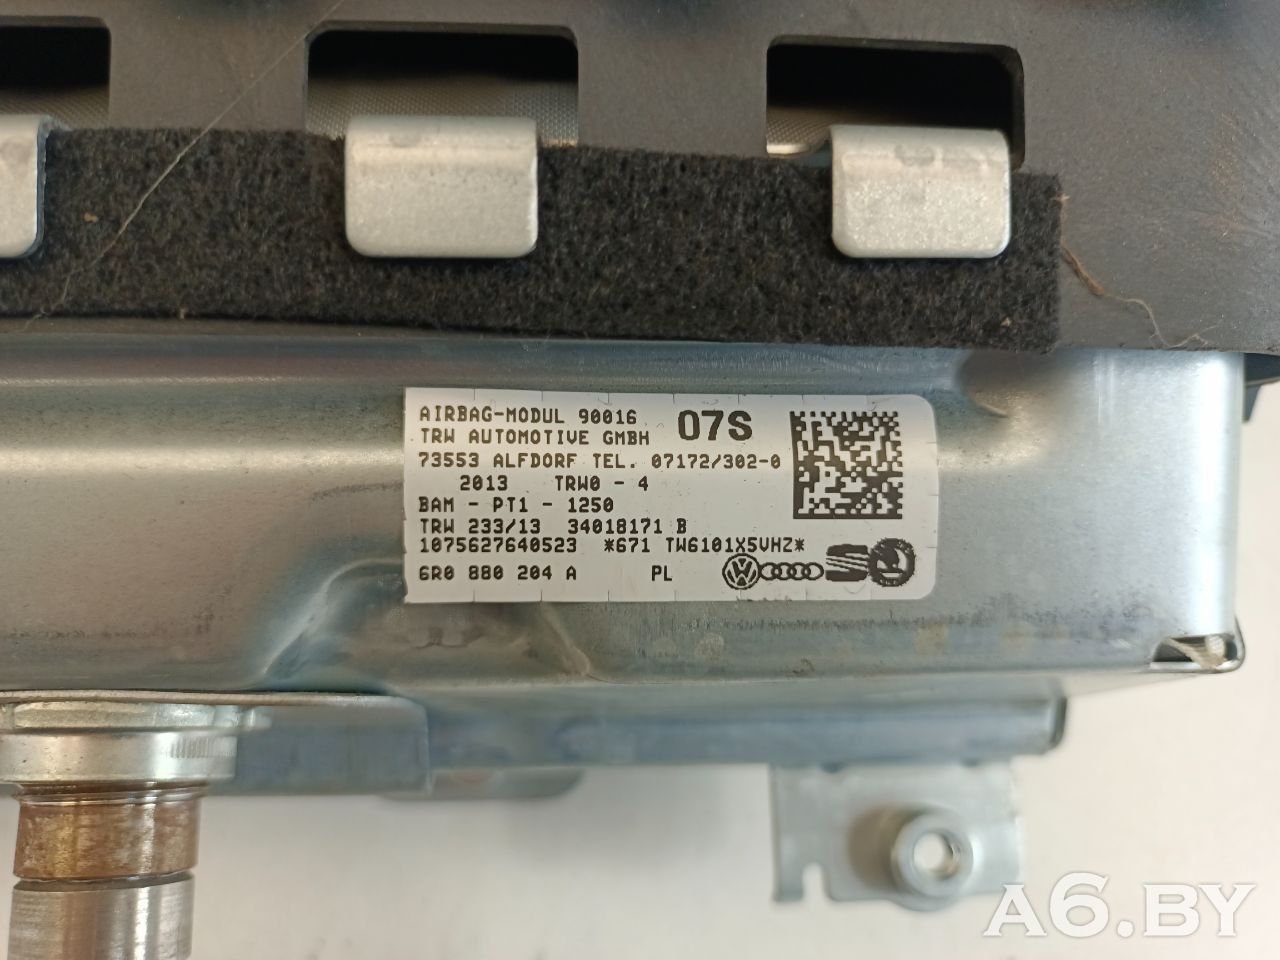 AIRBAG-MODUL 90016 07S
TRW AUTOMOTIVE GMBH
73553 ALFDORF TEL. 07172/302-0
2013 TRW0 - 4
BAM - PT1 - 1250
TRW 233/13 34018171 B
1075627640523 *671 TW6101X5VHZ*
6R0 880 204 A PL
A6.BY